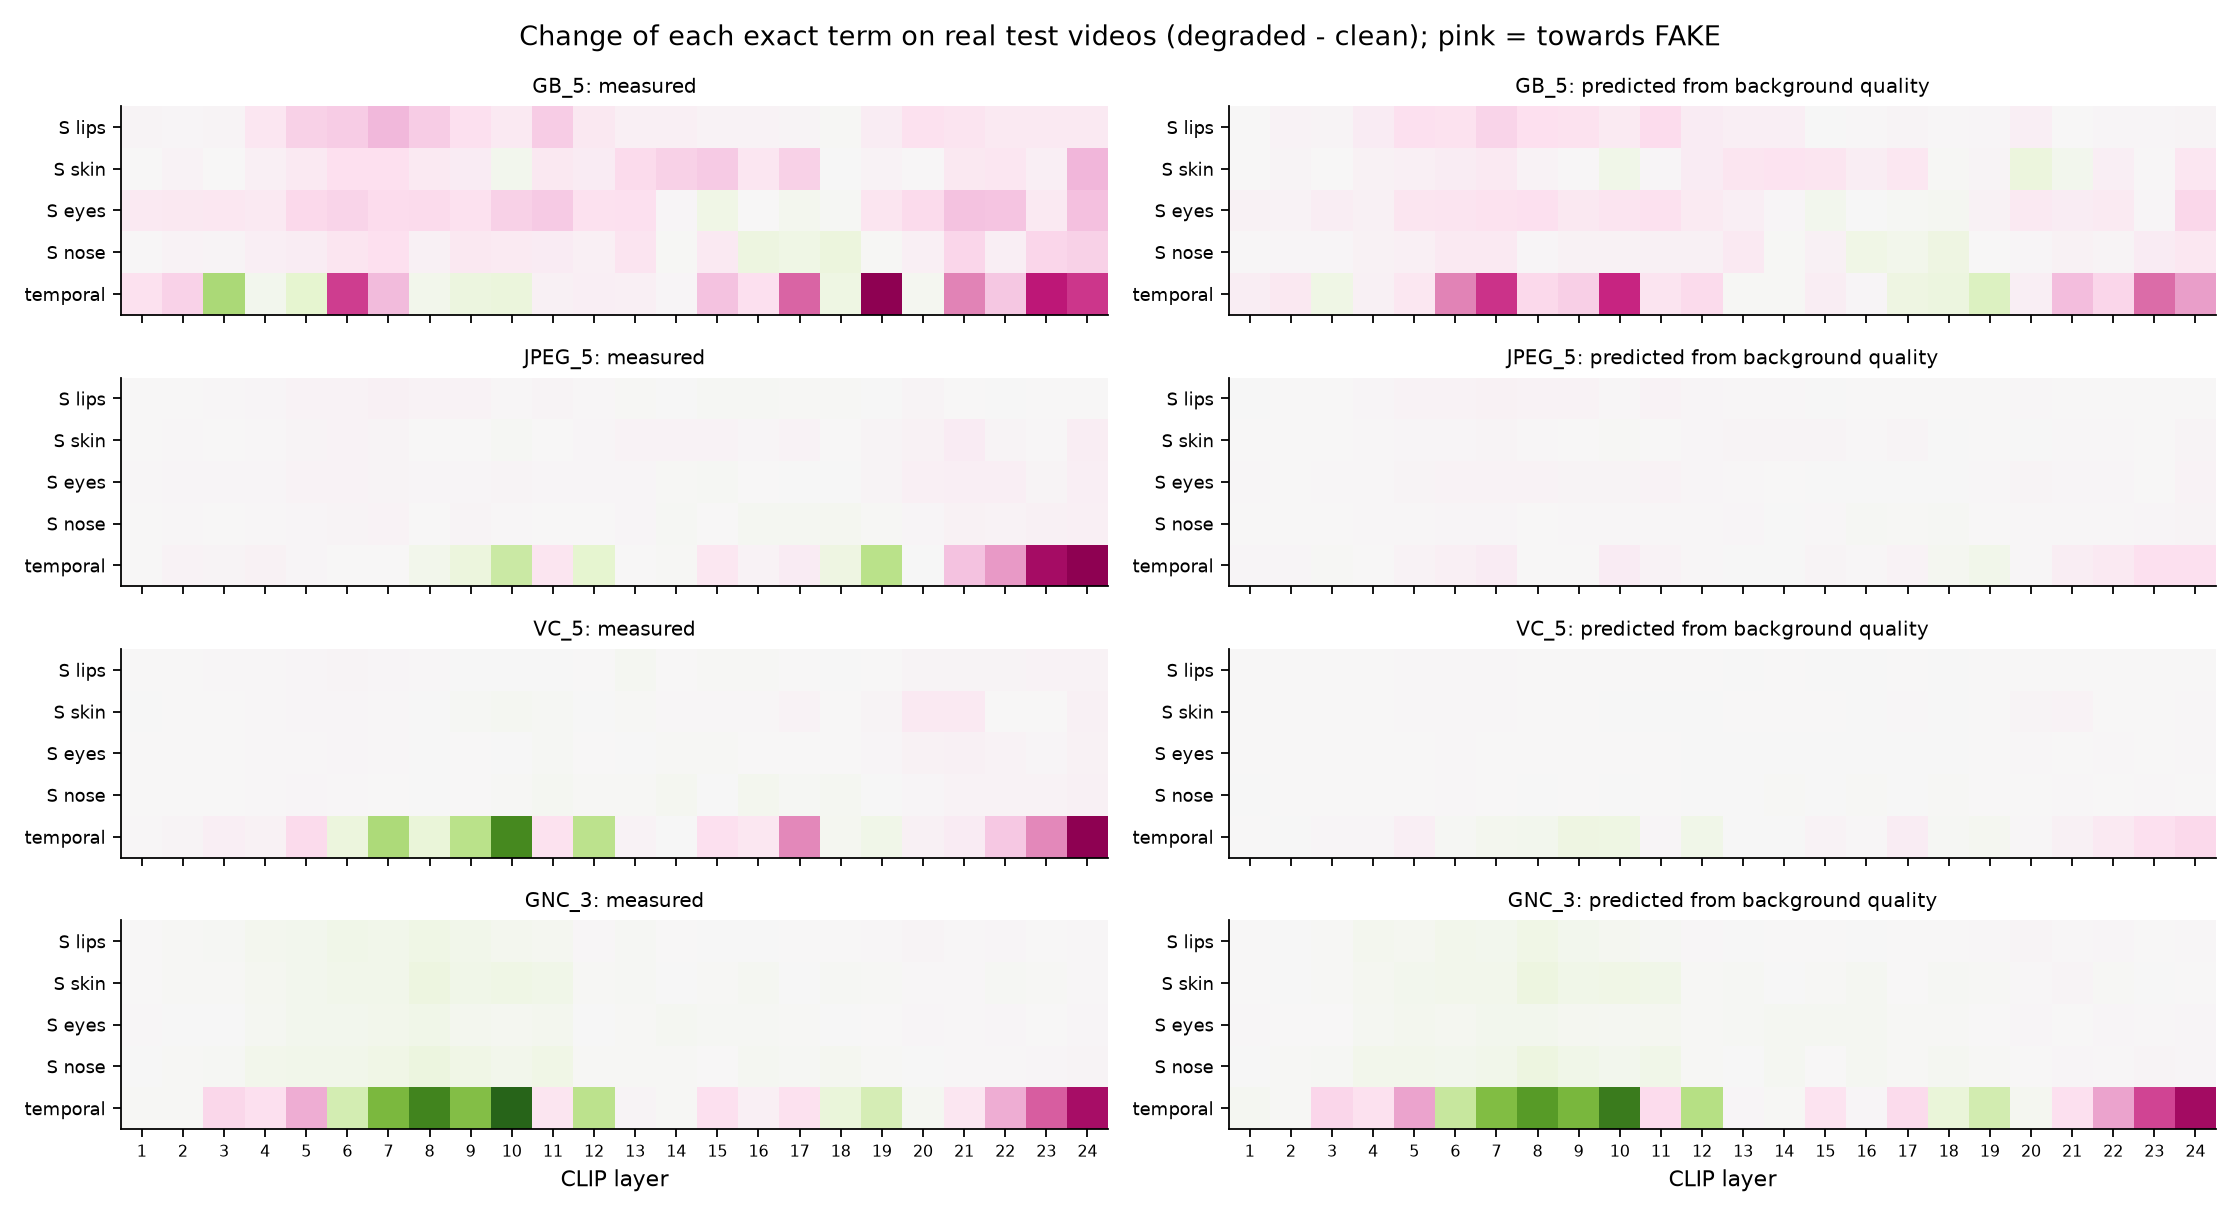 Change of each exact term on real test videos (degraded - clean); pink = towards FAKE
GB_5: measured
S lips
S skin
S eyes
S nose
temporal
GB_5: predicted from background quality
S lips
S skin
S eyes
S nose
temporal
JPEG_5: measured
S lips
S skin
S eyes
S nose
temporal
JPEG_5: predicted from background quality
S lips
S skin
S eyes
S nose
temporal
VC_5: measured
S lips
S skin
S eyes
S nose
temporal
VC_5: predicted from background quality
S lips
S skin
S eyes
S nose
temporal
GNC_3: measured
S lips
S skin
S eyes
S nose
temporal
1 2 3 4 5 6 7 8 9 10 11 12 13 14 15 16 17 18 19 20 21 22 23 24
CLIP layer
GNC_3: predicted from background quality
S lips
S skin
S eyes
S nose
temporal
1 2 3 4 5 6 7 8 9 10 11 12 13 14 15 16 17 18 19 20 21 22 23 24
CLIP layer